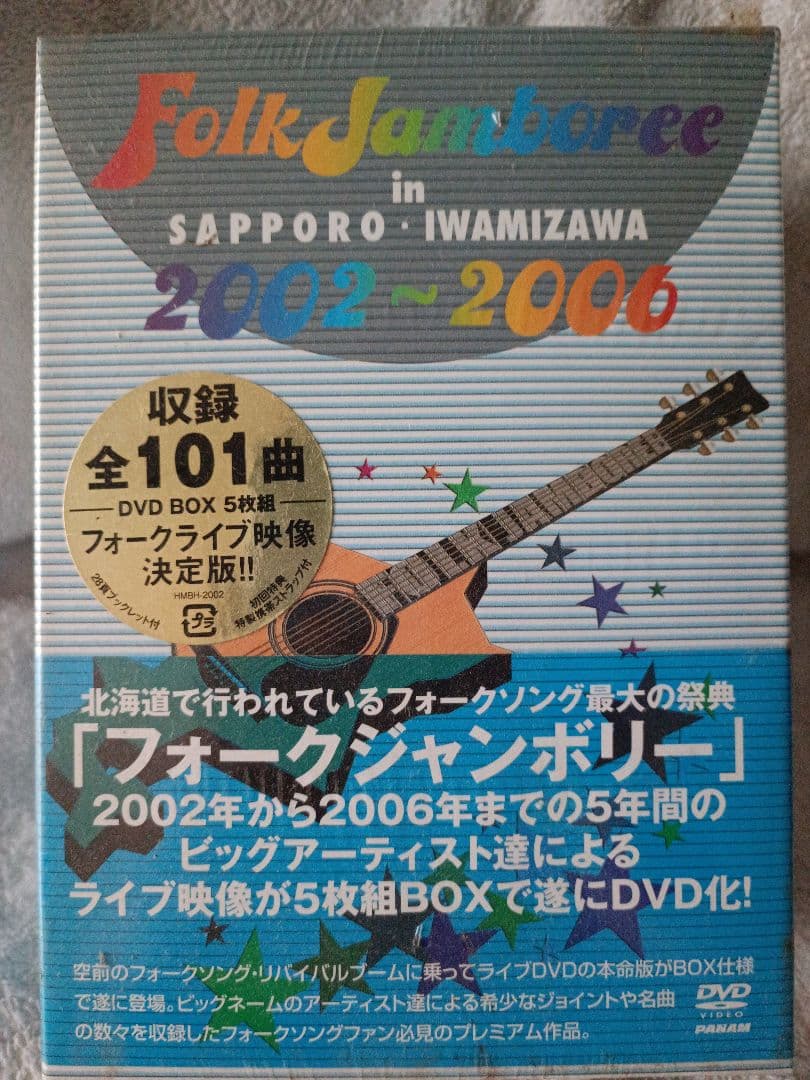 Folk Jamboree
in
SAPPORO・IWAMIZAWA
2002～2006
収録
全101曲
DVD BOX 5枚組
フォークライブ映像
決定版!!
HMBH-2002
28頁ブックレット付
プラ
初回特典
特製携帯ストラップ付
北海道で行われているフォークソング最大の祭典
「フォークジャンボリー」
2002年から2006年までの5年間の
ビッグアーティスト達による
ライブ映像が5枚組BOXで遂にDVD化!
空前のフォークソング・リバイバルブームに乗ってライブDVDの本命版がBOX仕様
で遂に登場。ビッグネームのアーティスト達による希少なジョイントや名曲
の数々を収録したフォークソングファン必見のプレミアム作品。
DVD
VIDEO
PANAM